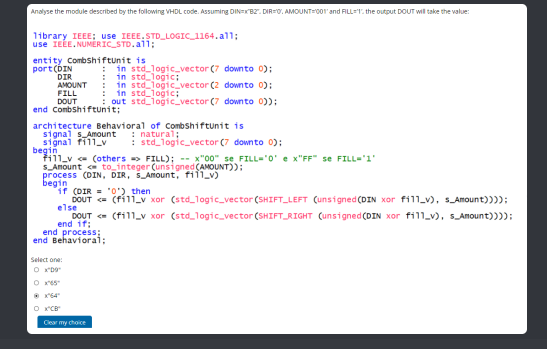 Analyse the module described by the following VHDL code. Assuming DIN=x"B2", DIR='0', AMOUNT='001' and FILL='1', the output DOUT will take the value:
library IEEE; use IEEE.STD_LOGIC_1164.all;
use IEEE.NUMERIC_STD.all;
entity CombShiftUnit is
port(DIN : in std_logic_vector(7 downto 0);
DIR : in std_logic;
AMOUNT : in std_logic_vector(2 downto 0);
FILL : in std_logic;
DOUT : out std_logic_vector(7 downto 0));
end CombShiftUnit;
architecture Behavioral of CombShiftUnit is
signal s_Amount : natural;
signal fill_v : std_logic_vector(7 downto 0);
begin
fill_v <= (others => FILL); -- x"00" se FILL='0' e x"FF" se FILL='1'
s_Amount <= to_integer(unsigned(AMOUNT));
process (DIN, DIR, s_Amount, fill_v)
begin
if (DIR = '0') then
DOUT <= (fill_v xor (std_logic_vector(SHIFT_LEFT (unsigned(DIN xor fill_v), s_Amount))));
else
DOUT <= (fill_v xor (std_logic_vector(SHIFT_RIGHT (unsigned(DIN xor fill_v), s_Amount))));
end if;
end process;
end Behavioral;
Select one:
x"D9"
x"65"
x"64"
x"CB"
Clear my choice